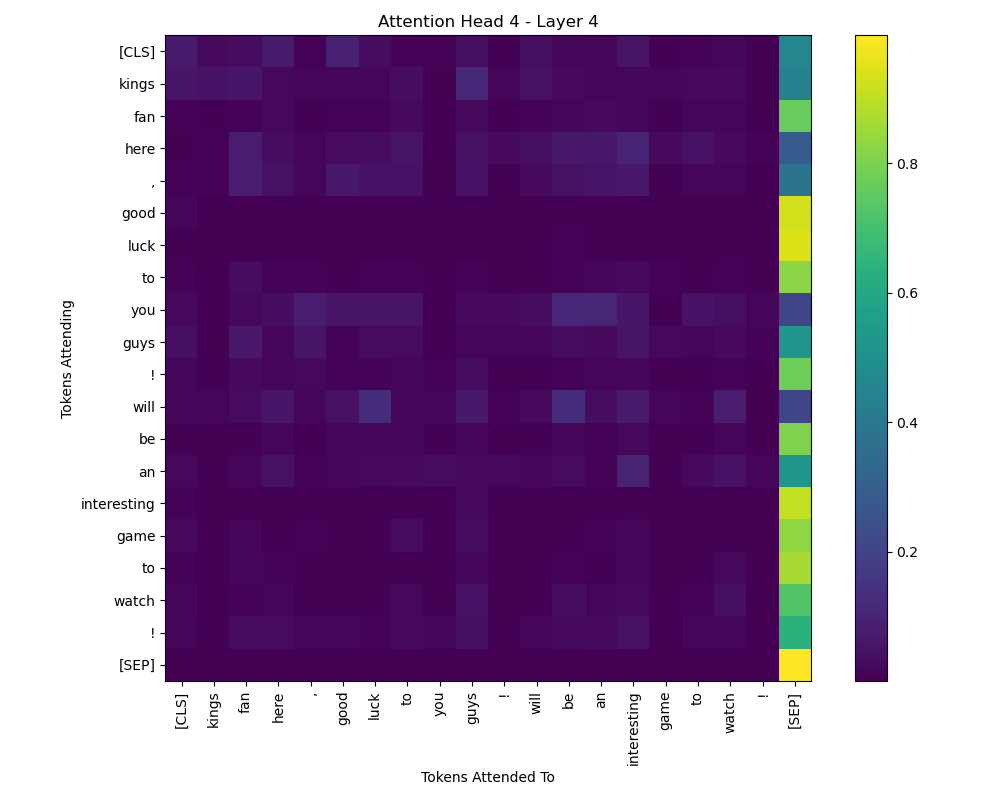 Attention Head 4 - Layer 4
Tokens Attending
[CLS]
kings
fan
here
,
good
luck
to
you
guys
!
will
be
an
interesting
game
to
watch
!
[SEP]
[CLS]
kings
fan
here
,
good
luck
to
you
guys
!
will
be
an
interesting
game
to
watch
!
[SEP]
Tokens Attended To
0.8
0.6
0.4
0.2